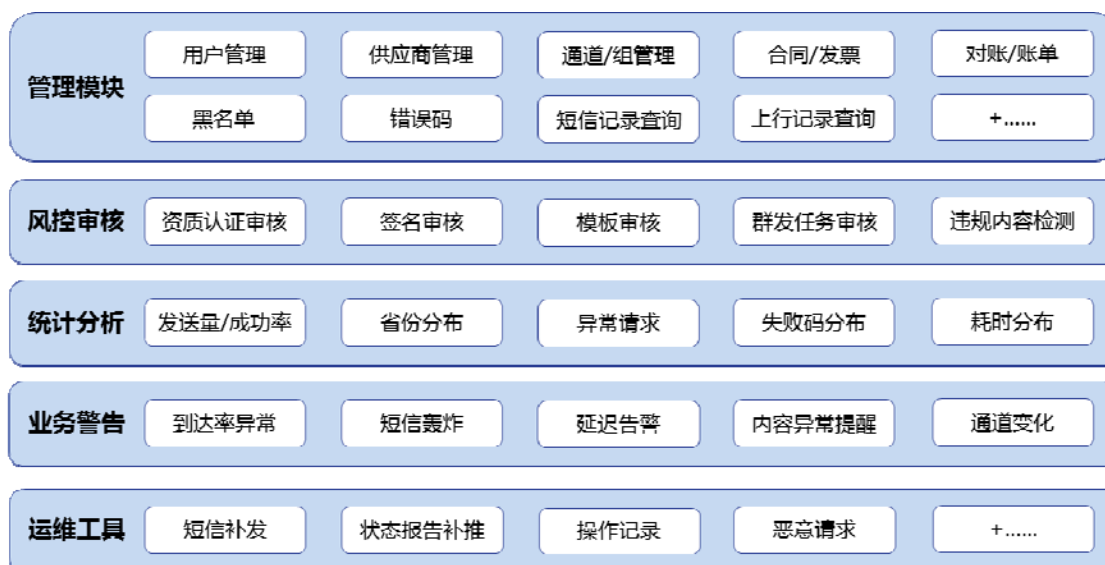 管理模块
用户管理
供应商管理
通道/组管理
合同/发票
对账/账单
黑名单
错误码
短信记录查询
上行记录查询
+......
风控审核
资质认证审核
签名审核
模板审核
群发任务审核
违规内容检测
统计分析
发送量/成功率
省份分布
异常请求
失败码分布
耗时分布
业务警告
到达率异常
短信轰炸
延迟告警
内容异常提醒
通道变化
运维工具
短信补发
状态报告补推
操作记录
恶意请求
+......